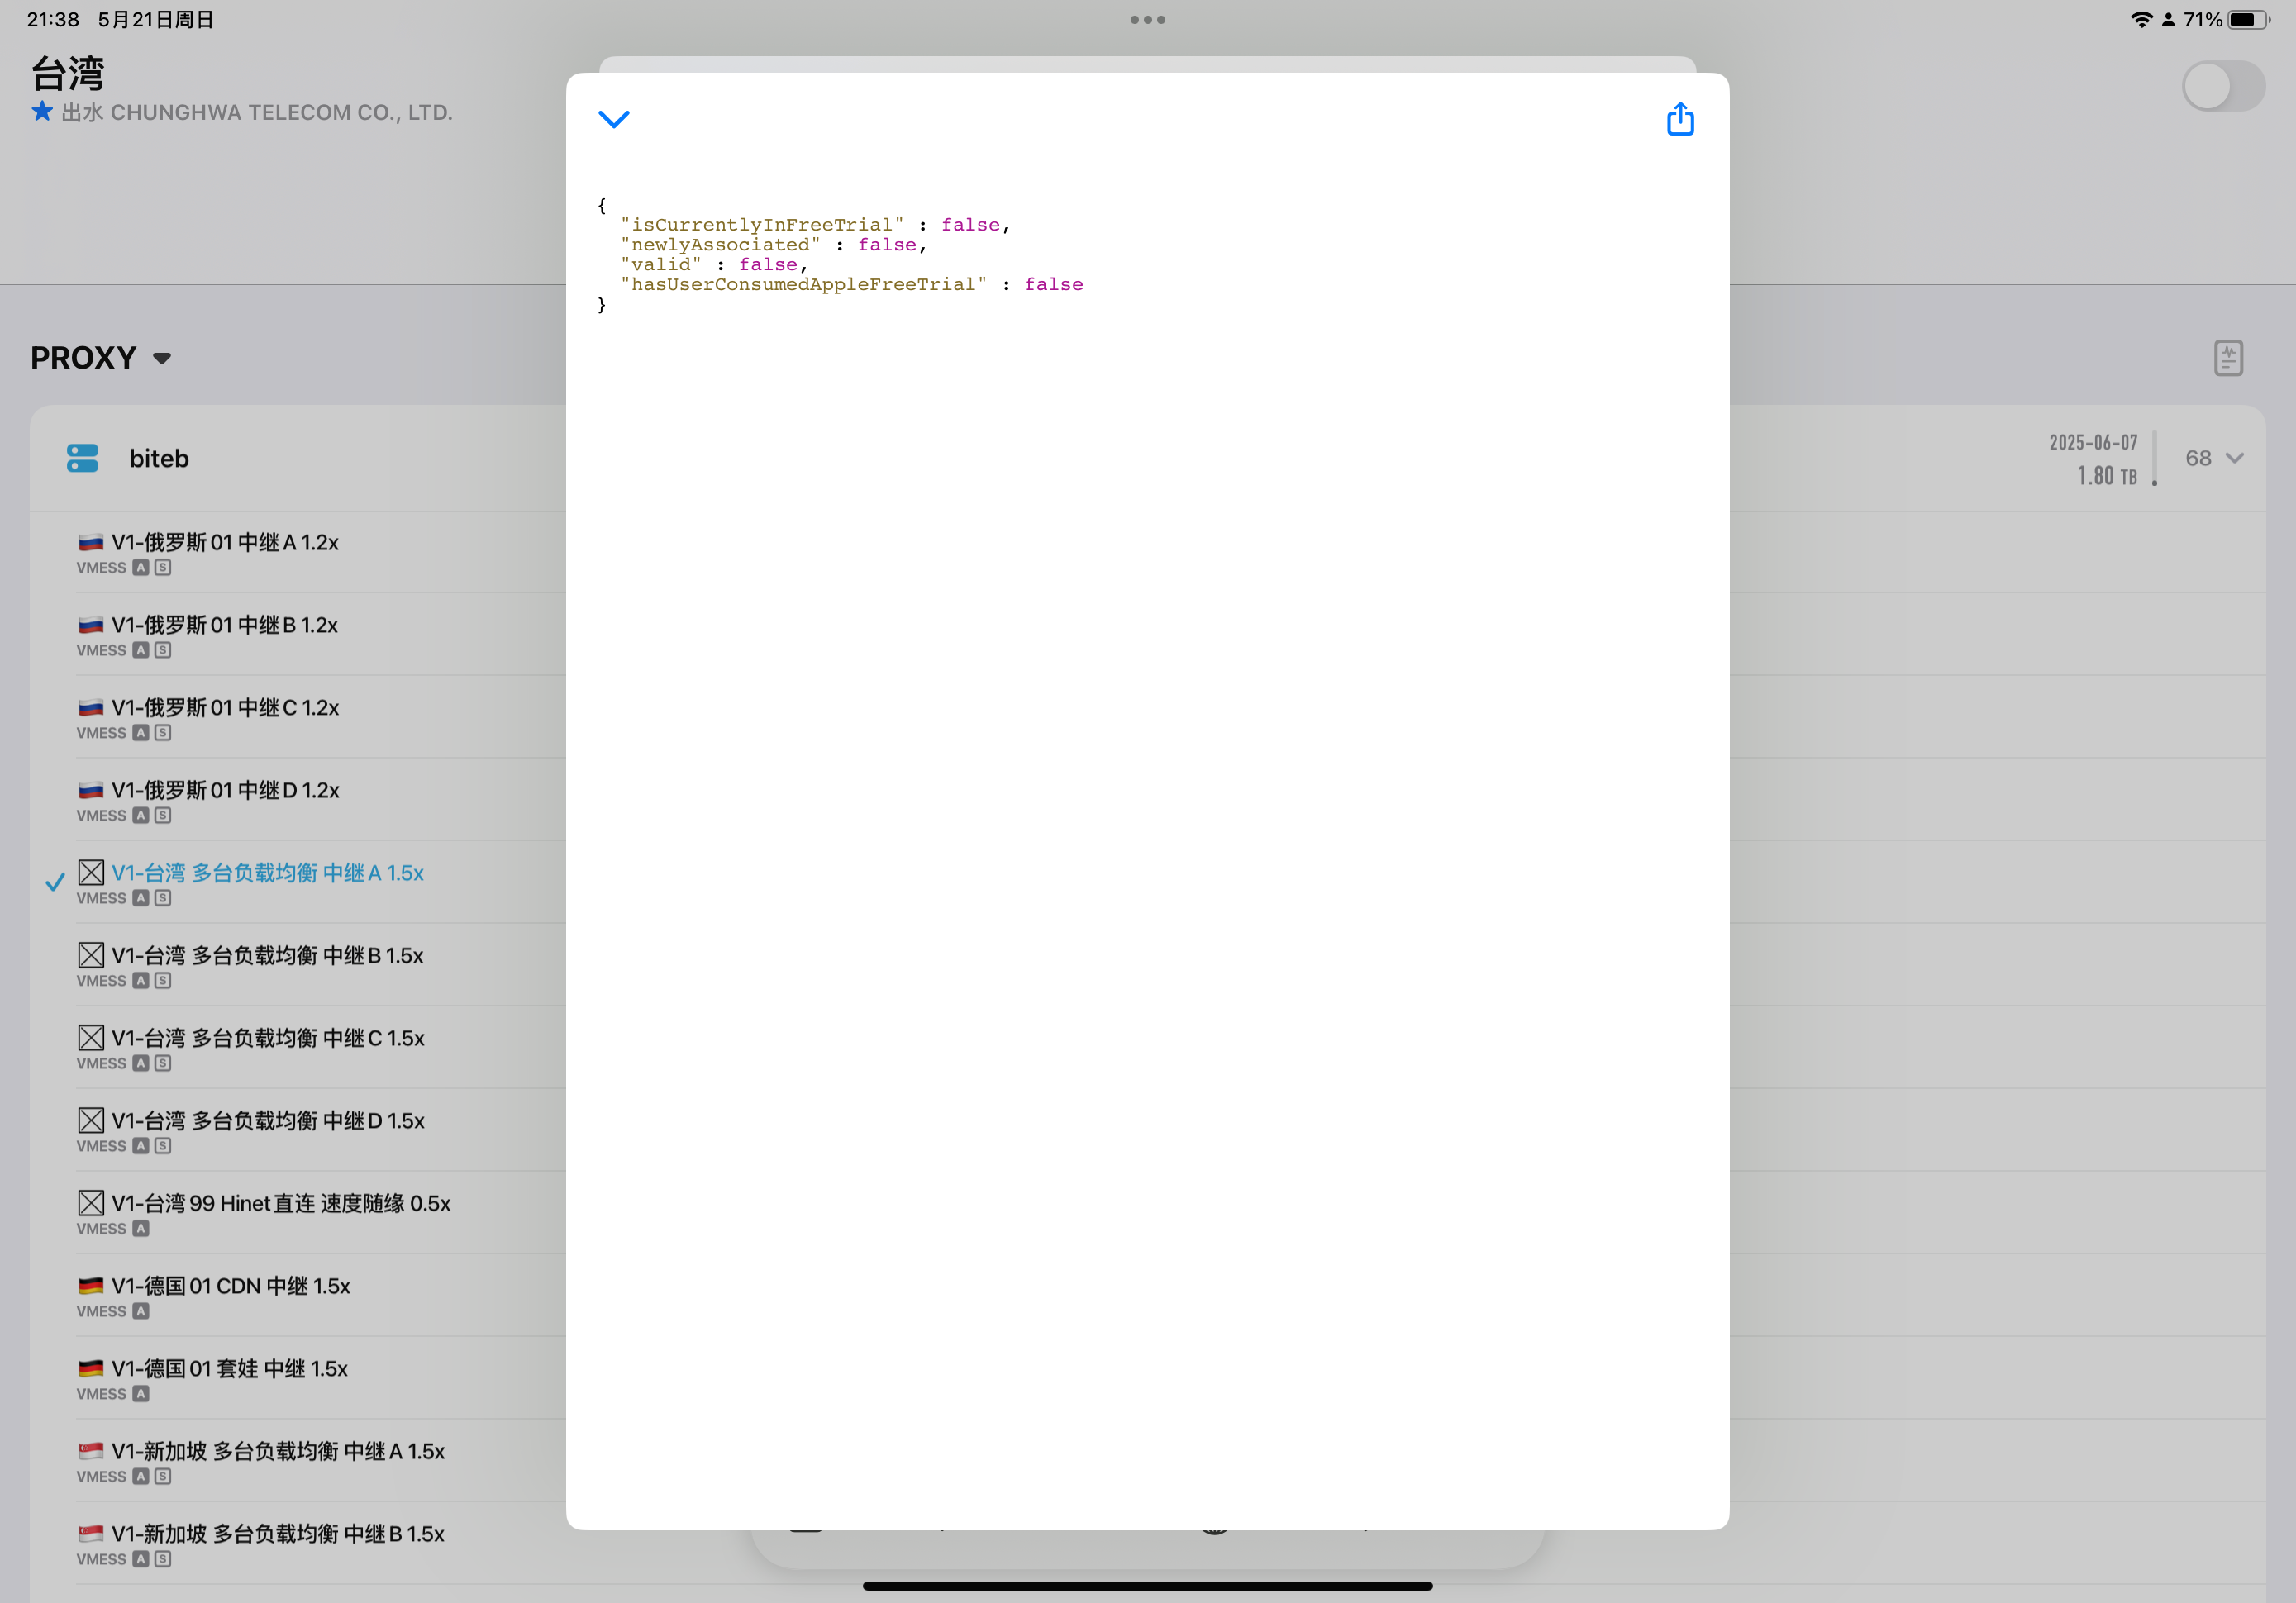 21:38 5月21日周日
71%
台湾
出水 CHUNGHWA TELECOM CO., LTD.
{
"isCurrentlyInFreeTrial" : false,
"newlyAssociated" : false,
"valid" : false,
"hasUserConsumedAppleFreeTrial" : false
}
PROXY
biteb
2025-06-07
1.80 TB
68
V1-俄罗斯 01 中继 A 1.2x
VMESS A S
V1-俄罗斯 01 中继 B 1.2x
VMESS A S
V1-俄罗斯 01 中继 C 1.2x
VMESS A S
V1-俄罗斯 01 中继 D 1.2x
VMESS A S
V1-台湾 多台负载均衡 中继 A 1.5x
VMESS A S
V1-台湾 多台负载均衡 中继 B 1.5x
VMESS A S
V1-台湾 多台负载均衡 中继 C 1.5x
VMESS A S
V1-台湾 多台负载均衡 中继 D 1.5x
VMESS A S
V1-台湾 99 Hinet 直连 速度随缘 0.5x
VMESS A
V1-德国 01 CDN 中继 1.5x
VMESS A
V1-德国 01 套娃 中继 1.5x
VMESS A
V1-新加坡 多台负载均衡 中继 A 1.5x
VMESS A S
V1-新加坡 多台负载均衡 中继 B 1.5x
VMESS A S